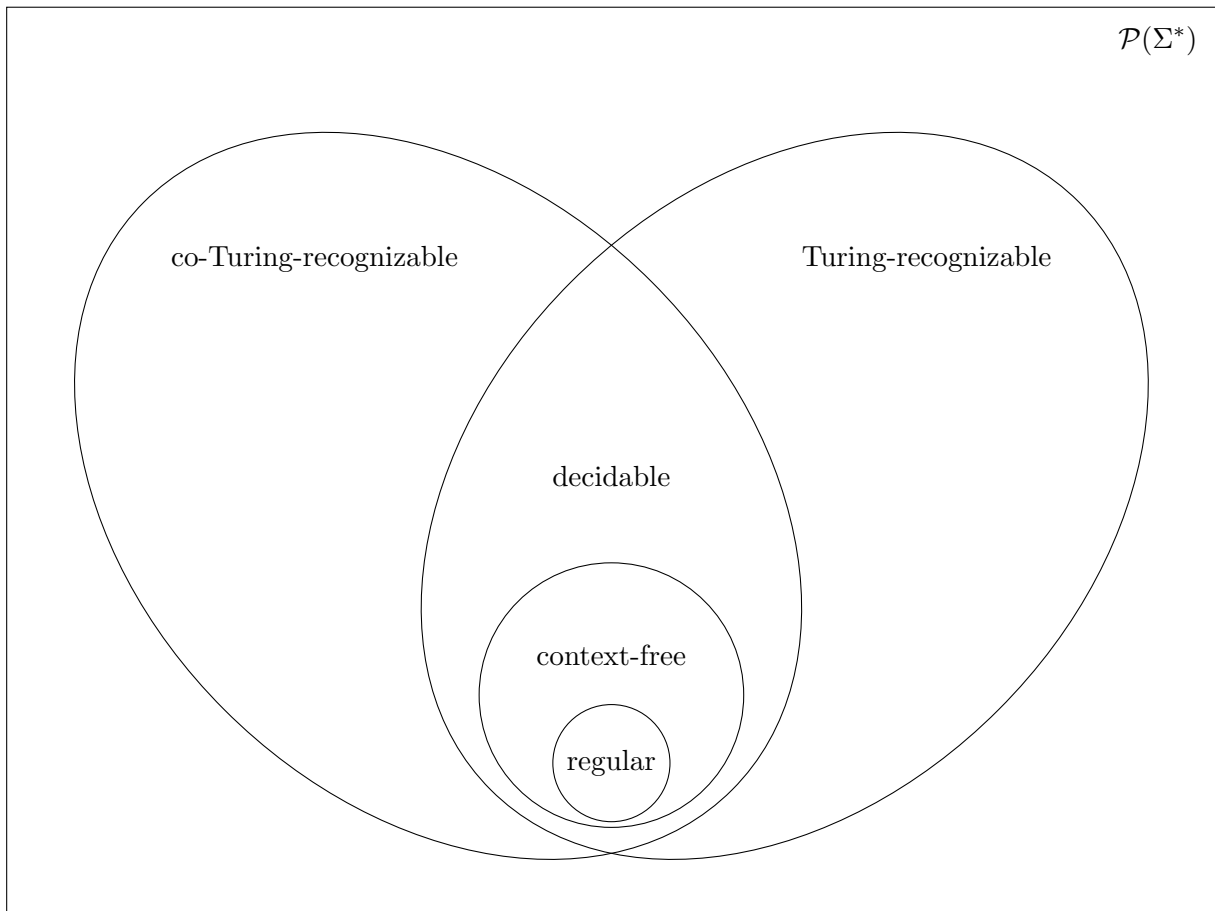 𝒫(Σ*)
co-Turing-recognizable
Turing-recognizable
decidable
context-free
regular